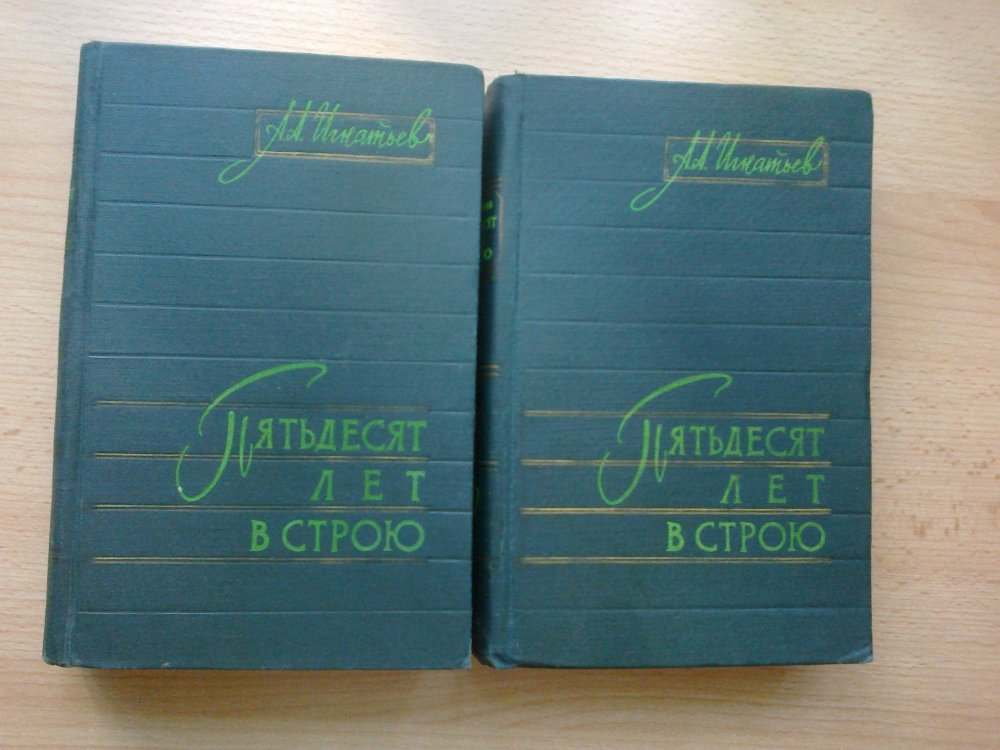 А.А. Игнатьев
Пятьдесят
лет
в строю
А.А. Игнатьев
Пятьдесят
лет
в строю